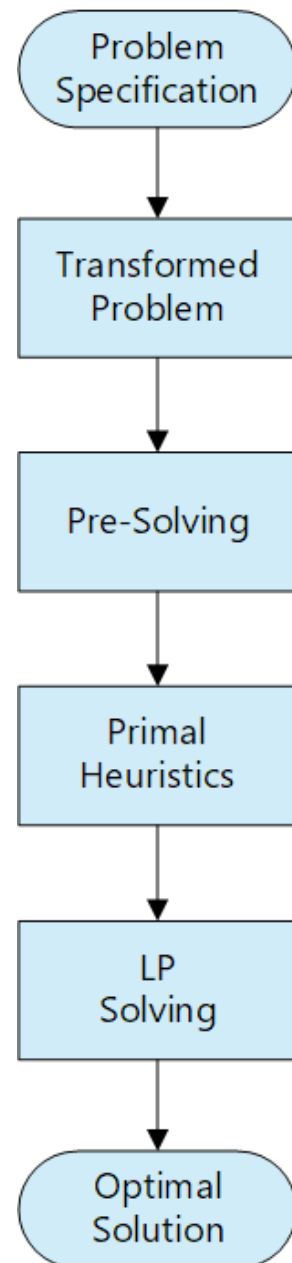 Problem
Specification
Transformed
Problem
Pre-Solving
Primal
Heuristics
LP
Solving
Optimal
Solution